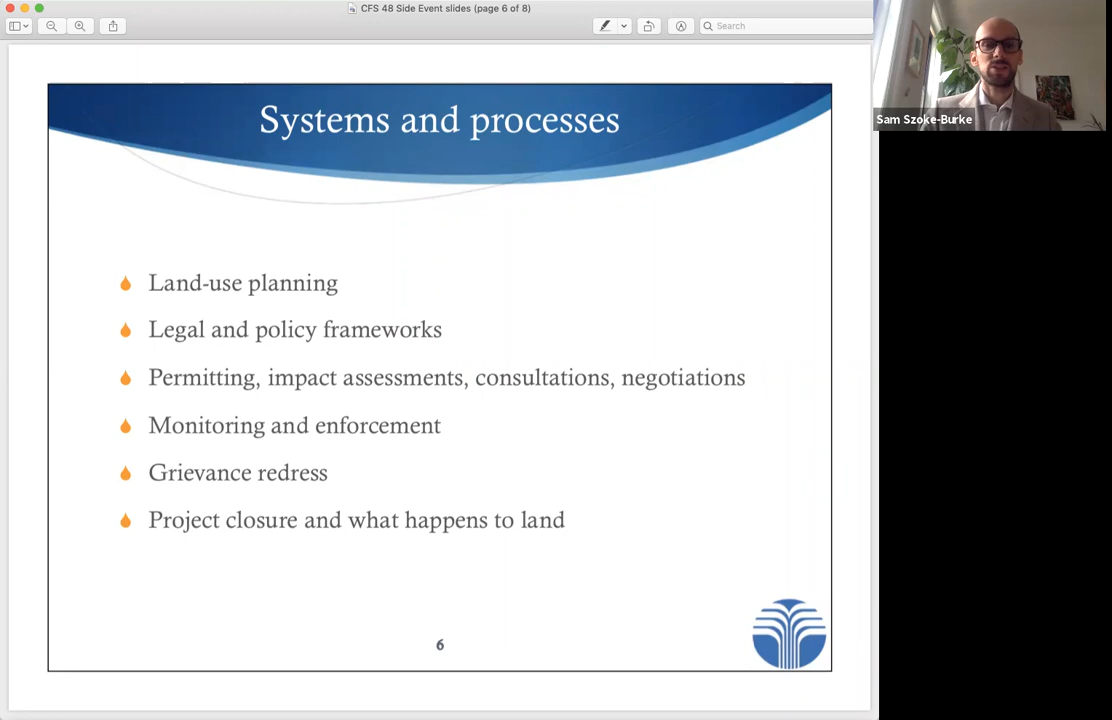 CFS 48 Side Event slides (page 6 of 8)
Search
Sam Szoke-Burke
Systems and processes
Land-use planning
Legal and policy frameworks
Permitting, impact assessments, consultations, negotiations
Monitoring and enforcement
Grievance redress
Project closure and what happens to land
6